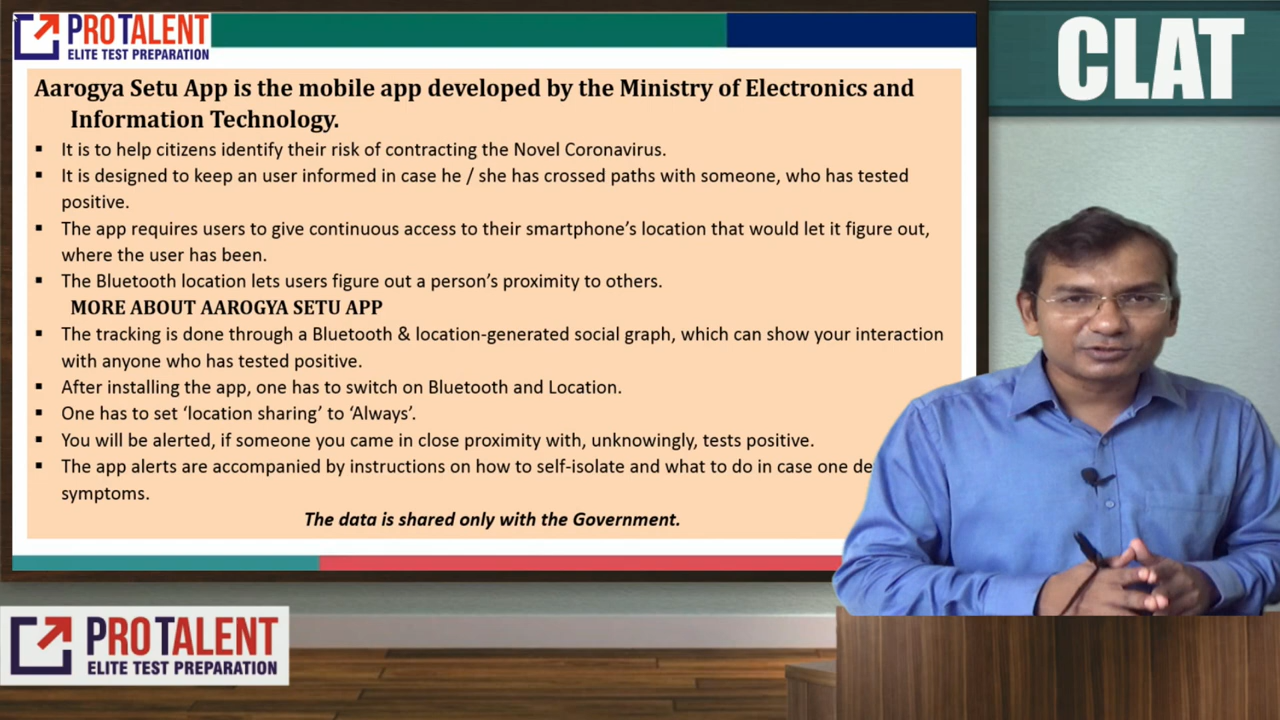 PROTALENT
ELITE TEST PREPARATION
CLAT
Aarogya Setu App is the mobile app developed by the Ministry of Electronics and
Information Technology.
▪ It is to help citizens identify their risk of contracting the Novel Coronavirus.
▪ It is designed to keep an user informed in case he / she has crossed paths with someone, who has tested
positive.
▪ The app requires users to give continuous access to their smartphone's location that would let it figure out,
where the user has been.
▪ The Bluetooth location lets users figure out a person's proximity to others.
MORE ABOUT AAROGYA SETU APP
▪ The tracking is done through a Bluetooth & location-generated social graph, which can show your interaction
with anyone who has tested positive.
▪ After installing the app, one has to switch on Bluetooth and Location.
▪ One has to set ‘location sharing’ to ‘Always’.
▪ You will be alerted, if someone you came in close proximity with, unknowingly, tests positive.
▪ The app alerts are accompanied by instructions on how to self-isolate and what to do in case one de
symptoms.
The data is shared only with the Government.
PROTALENT
ELITE TEST PREPARATION